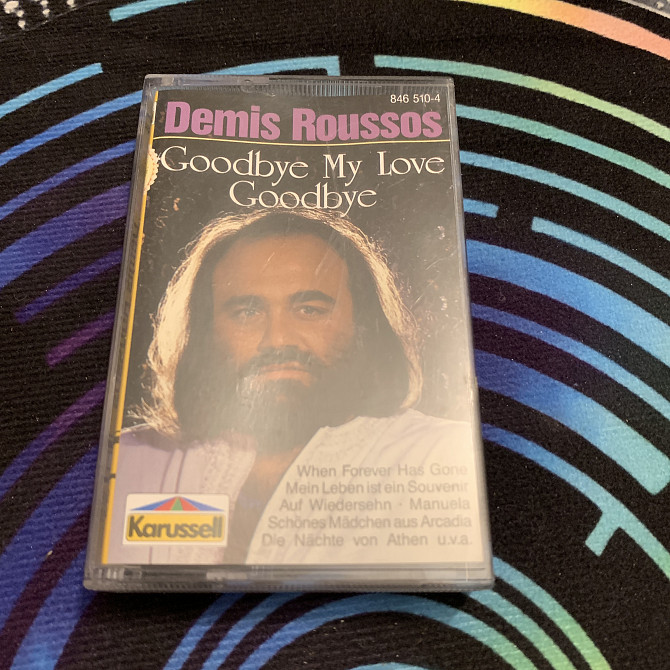 846 510-4
Demis Roussos
Goodbye My Love
Goodbye
When Forever Has Gone
Mein Leben ist ein Souvenir
Auf Wiedersehn · Manuela
Schönes Mädchen aus Arcadia
Die Nächte von Athen u.v.a.
Karussell